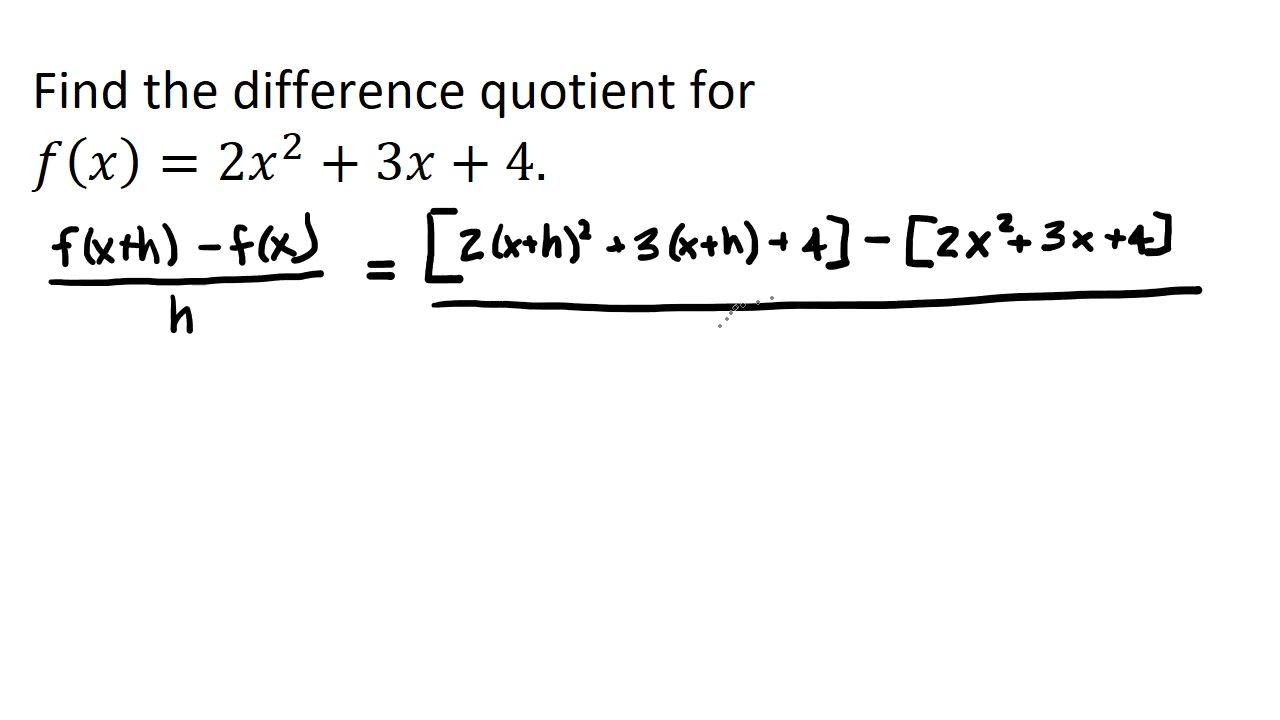 Find the difference quotient for
f(x) = 2x² + 3x + 4.
f(x+h) - f(x) / h = [2(x+h)² + 3(x+h) + 4] - [2x² + 3x + 4]